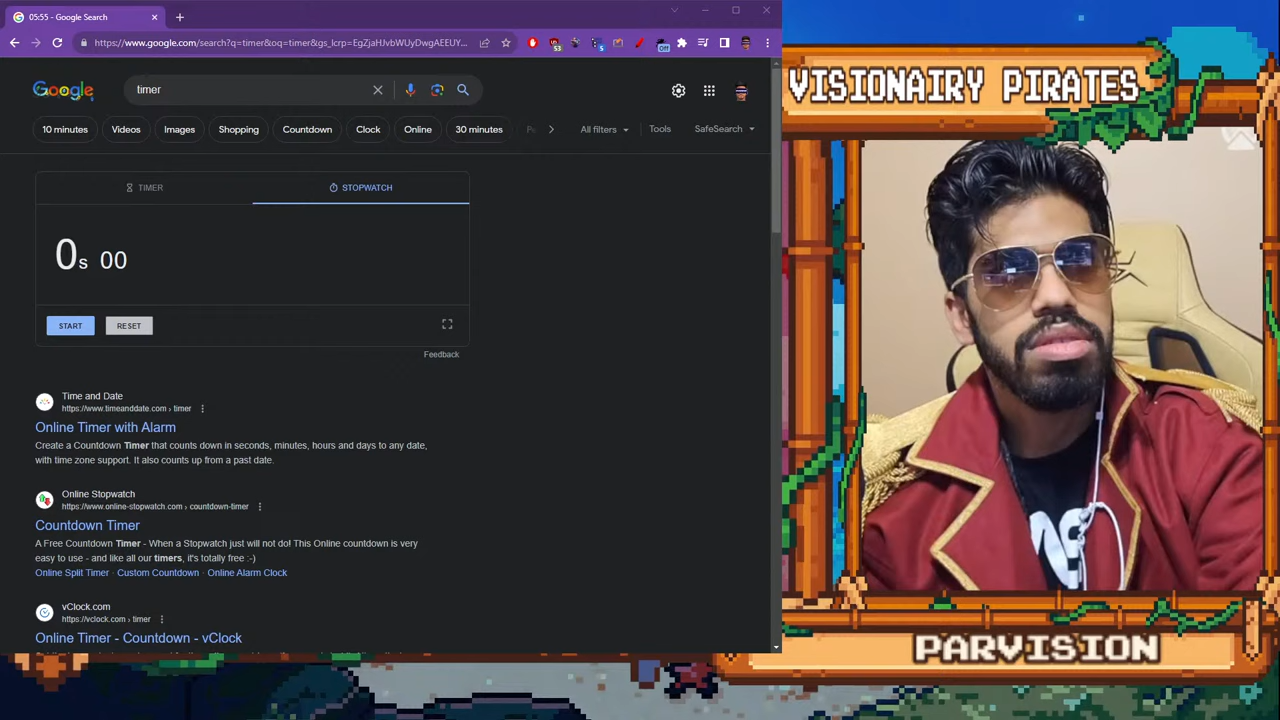 05:55 - Google Search
https://www.google.com/search?q=timer&oq=timer&gs_lcrp=EgZjaHJvbWUyDwgAEEUY...
53
5
Off
Google
timer
10 minutes
Videos
Images
Shopping
Countdown
Clock
Online
30 minutes
All filters
Tools
SafeSearch
TIMER
STOPWATCH
0s 00
START
RESET
Feedback
Time and Date
https://www.timeanddate.com › timer
Online Timer with Alarm
Create a Countdown Timer that counts down in seconds, minutes, hours and days to any date,
with time zone support. It also counts up from a past date.
Online Stopwatch
https://www.online-stopwatch.com › countdown-timer
Countdown Timer
A Free Countdown Timer - When a Stopwatch just will not do! This Online countdown is very
easy to use - and like all our timers, it's totally free :-)
Online Split Timer · Custom Countdown · Online Alarm Clock
vClock.com
https://vclock.com › timer
Online Timer - Countdown - vClock
VISIONAIRY PIRATES
PARVISION